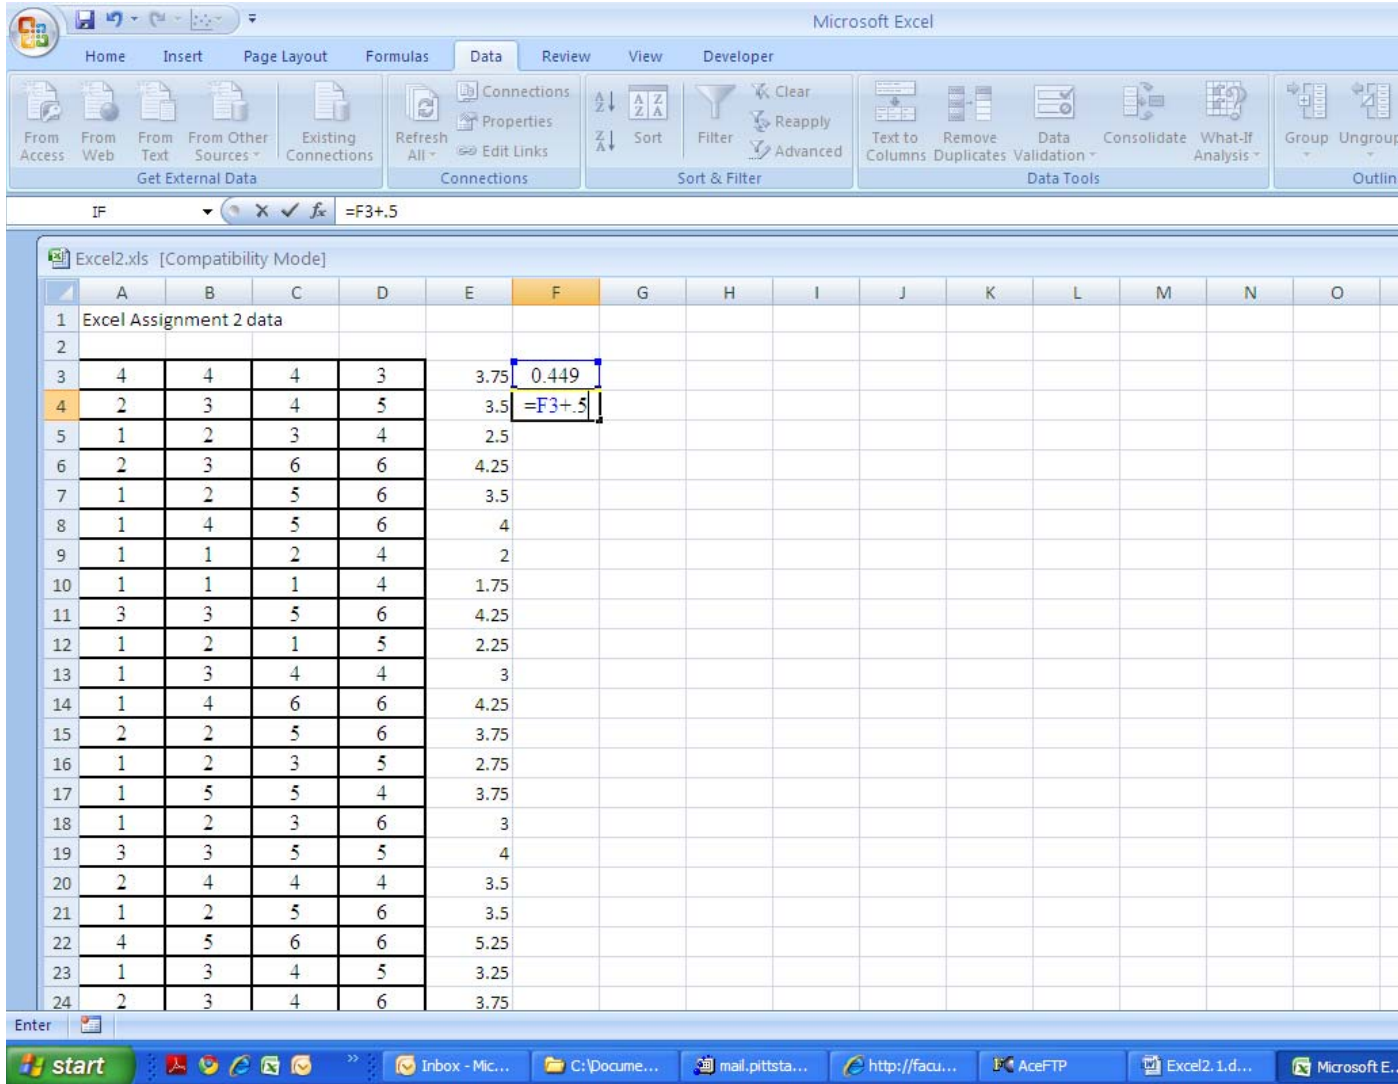 Microsoft Excel
Home Insert Page Layout Formulas Data Review View Developer
From Access From Web From Text From Other Sources Existing Connections Refresh All Connections Properties Edit Links Sort Filter Clear Reapply Advanced Text to Columns Remove Duplicates Data Validation Consolidate What-If Analysis Group Ungroup
Get External Data Connections Sort & Filter Data Tools Outlin
IF fx =F3+.5
Excel2.xls [Compatibility Mode]
A B C D E F G H I J K L M N O
1 Excel Assignment 2 data
2
3 4 4 4 3 3.75 0.449
4 2 3 4 5 3.5 =F3+.5
5 1 2 3 4 2.5
6 2 3 6 6 4.25
7 1 2 5 6 3.5
8 1 4 5 6 4
9 1 1 2 4 2
10 1 1 1 4 1.75
11 3 3 5 6 4.25
12 1 2 1 5 2.25
13 1 3 4 4 3
14 1 4 6 6 4.25
15 2 2 5 6 3.75
16 1 2 3 5 2.75
17 1 5 5 4 3.75
18 1 2 3 6 3
19 3 3 5 5 4
20 2 4 4 4 3.5
21 1 2 5 6 3.5
22 4 5 6 6 5.25
23 1 3 4 5 3.25
24 2 3 4 6 3.75
Enter
start Inbox - Mic... C:\Docume... mail.pittsta... http://facu... AceFTP Excel2.1.d... Microsoft E...